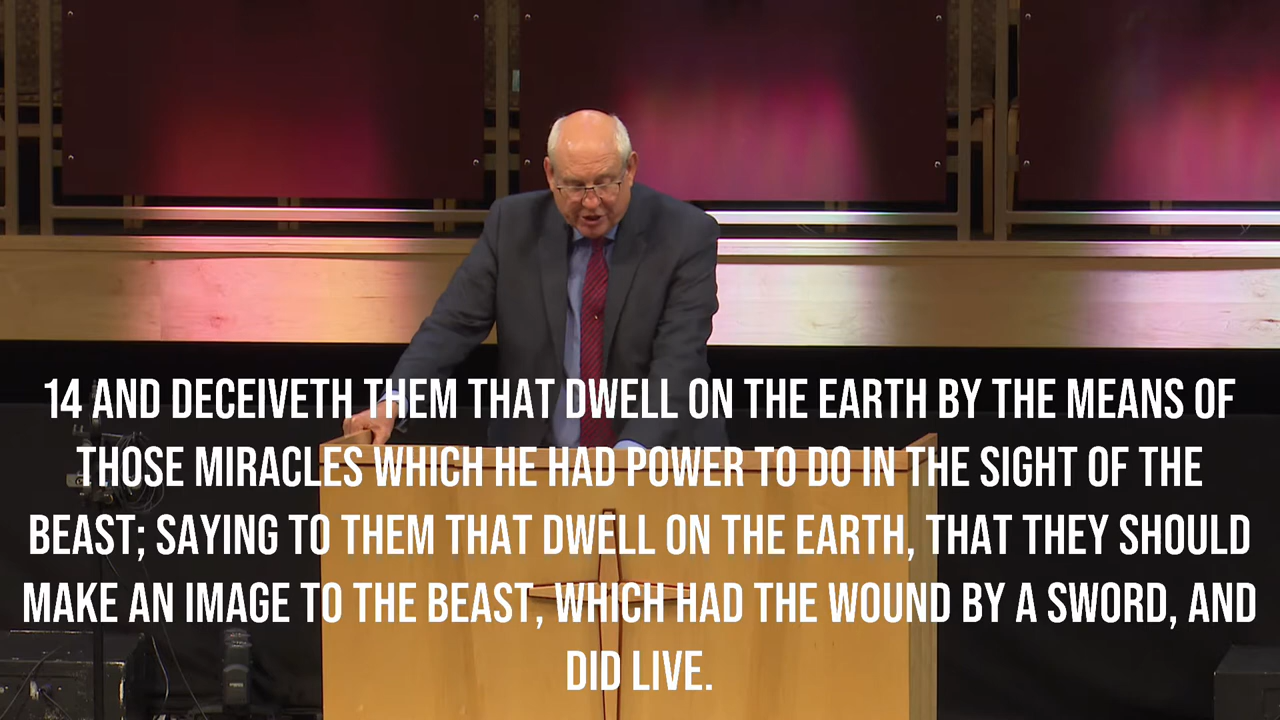 14 AND DECEIVETH THEM THAT DWELL ON THE EARTH BY THE MEANS OF
THOSE MIRACLES WHICH HE HAD POWER TO DO IN THE SIGHT OF THE
BEAST; SAYING TO THEM THAT DWELL ON THE EARTH, THAT THEY SHOULD
MAKE AN IMAGE TO THE BEAST, WHICH HAD THE WOUND BY A SWORD, AND
DID LIVE.